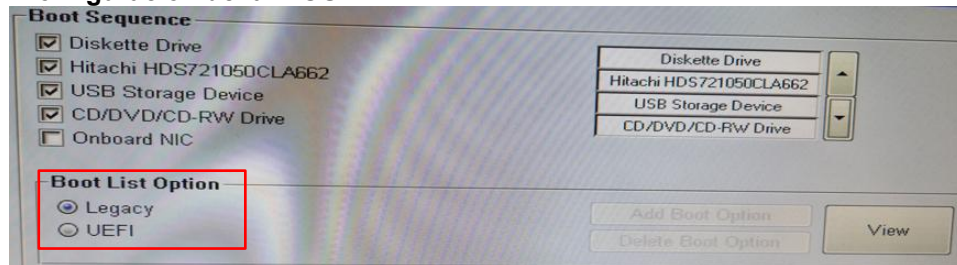 Boot Sequence
Diskette Drive
Hitachi HDS721050CLA662
USB Storage Device
CD/DVD/CD-RW Drive
Onboard NIC
Diskette Drive
Hitachi HDS721050CLA662
USB Storage Device
CD/DVD/CD-RW Drive
Boot List Option
Legacy
UEFI
Add Boot Option
Delete Boot Option
View